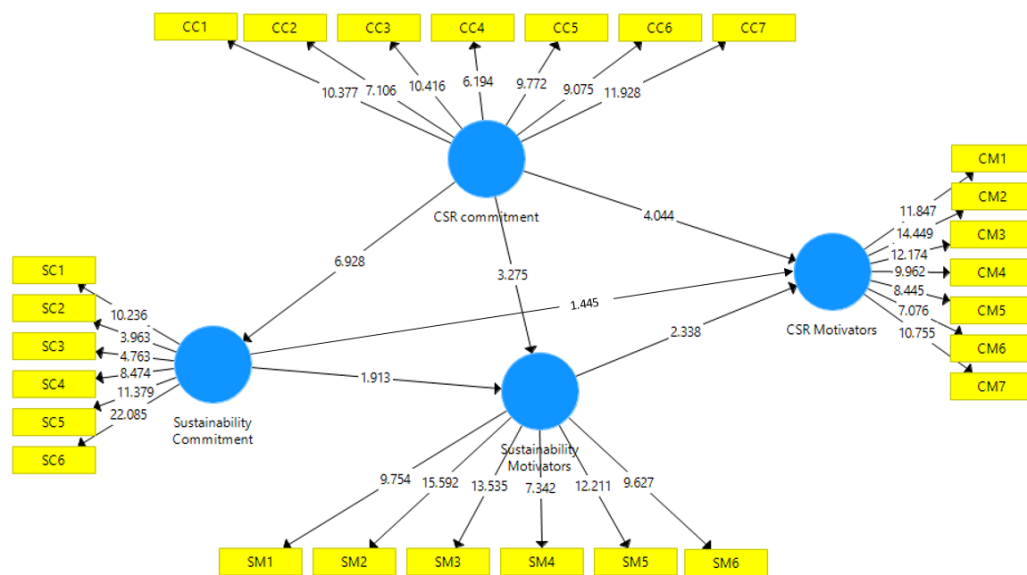 CC1
CC2
CC3
CC4
CC5
CC6
CC7
10.377
7.106
10.416
6.194
9.772
9.075
11.928
CSR commitment
CM1
CM2
CM3
CM4
CM5
CM6
CM7
11.847
14.449
12.174
9.962
8.445
7.076
10.755
CSR Motivators
4.044
6.928
3.275
1.445
2.338
1.913
SC1
SC2
SC3
SC4
SC5
SC6
10.236
3.963
4.763
8.474
11.379
22.085
Sustainability
Commitment
Sustainability
Motivators
9.754
15.592
13.535
7.342
12.211
9.627
SM1
SM2
SM3
SM4
SM5
SM6